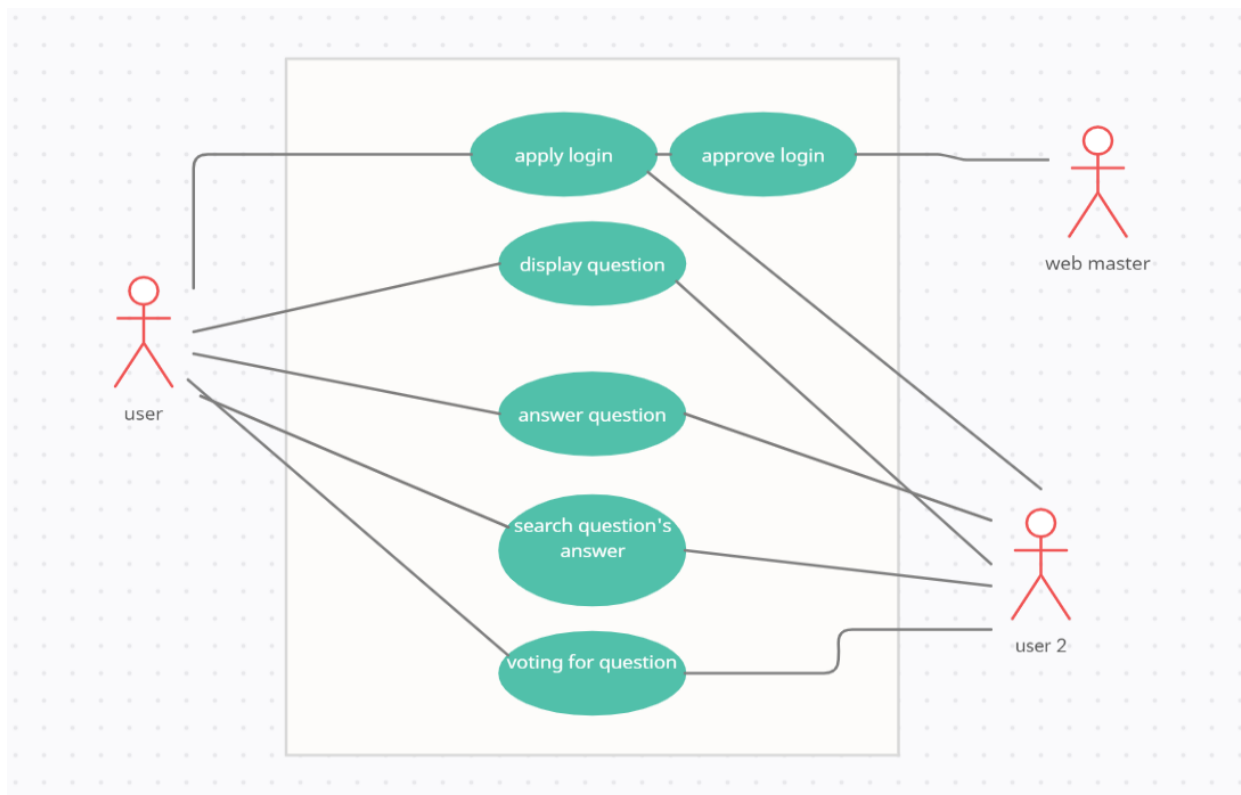 apply login
approve login
web master
display question
user
answer question
search question's
answer
user 2
voting for question